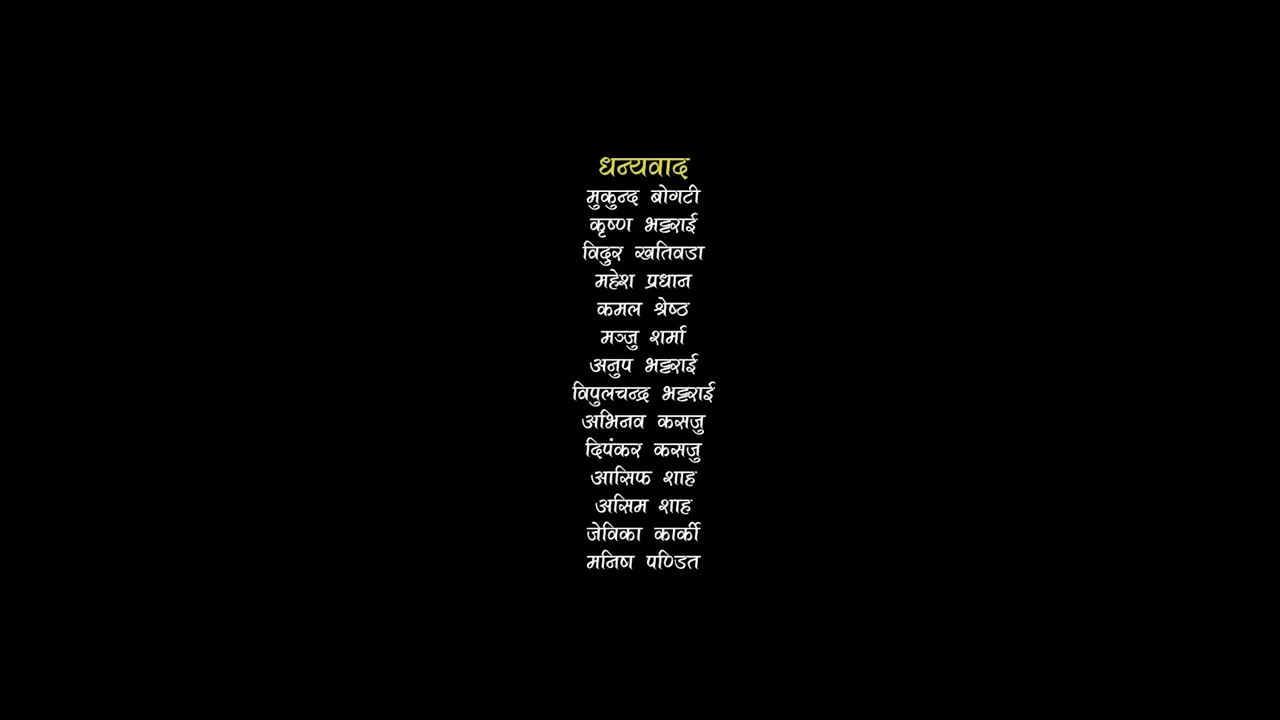 धन्यवाद
मुकुन्द बोगटी
कृष्ण भट्टराई
विदुर खतिवडा
महेश प्रधान
कमल श्रेष्ठ
मञ्जु शर्मा
अनुप भट्टराई
विपुलचन्द्र भट्टराई
अभिनव कसजु
दिपंकर कसजु
आसिफ शाह
असिम शाह
जेविका कार्की
मनिष पण्डित